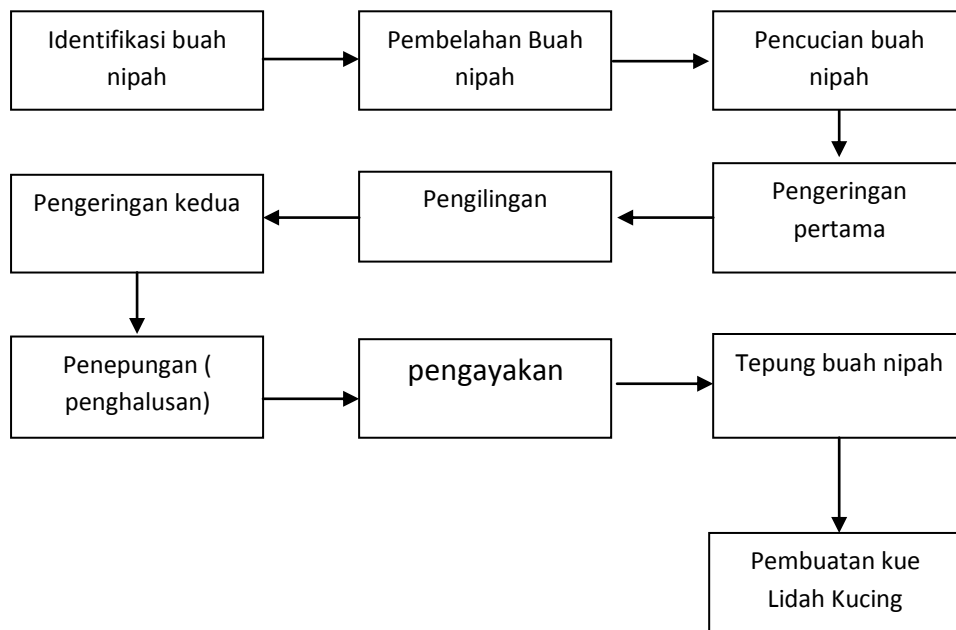 Identifikasi buah
nipah
Pembelahan Buah
nipah
Pencucian buah
nipah
Pengeringan
pertama
Pengilingan
Pengeringan kedua
Penepungan (
penghalusan)
pengayakan
Tepung buah nipah
Pembuatan kue
Lidah Kucing